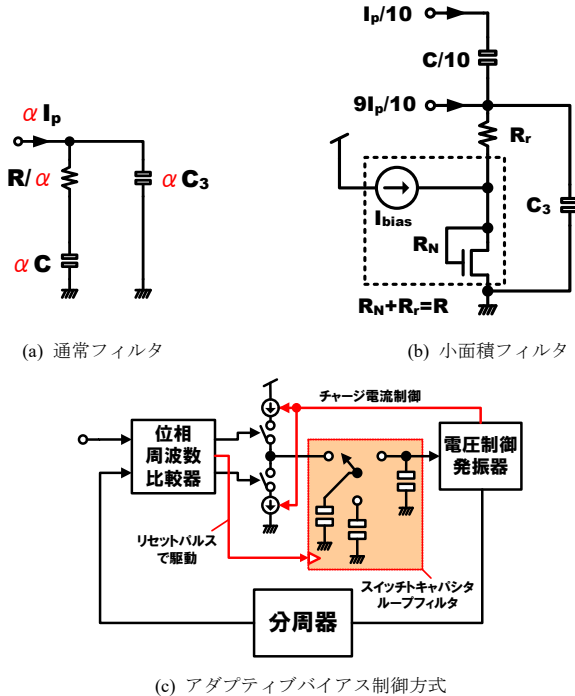 α Ip
R/α
α C3
α C
(a) 通常フィルタ
Ip/10
C/10
9Ip/10
Rr
Ibias
C3
RN
RN+Rr=R
(b) 小面積フィルタ
チャージ電流制御
位相
周波数
比較器
電圧制御
発振器
リセットパルス
で駆動
スイッチトキャパシタ
ループフィルタ
分周器
(c) アダプティブバイアス制御方式